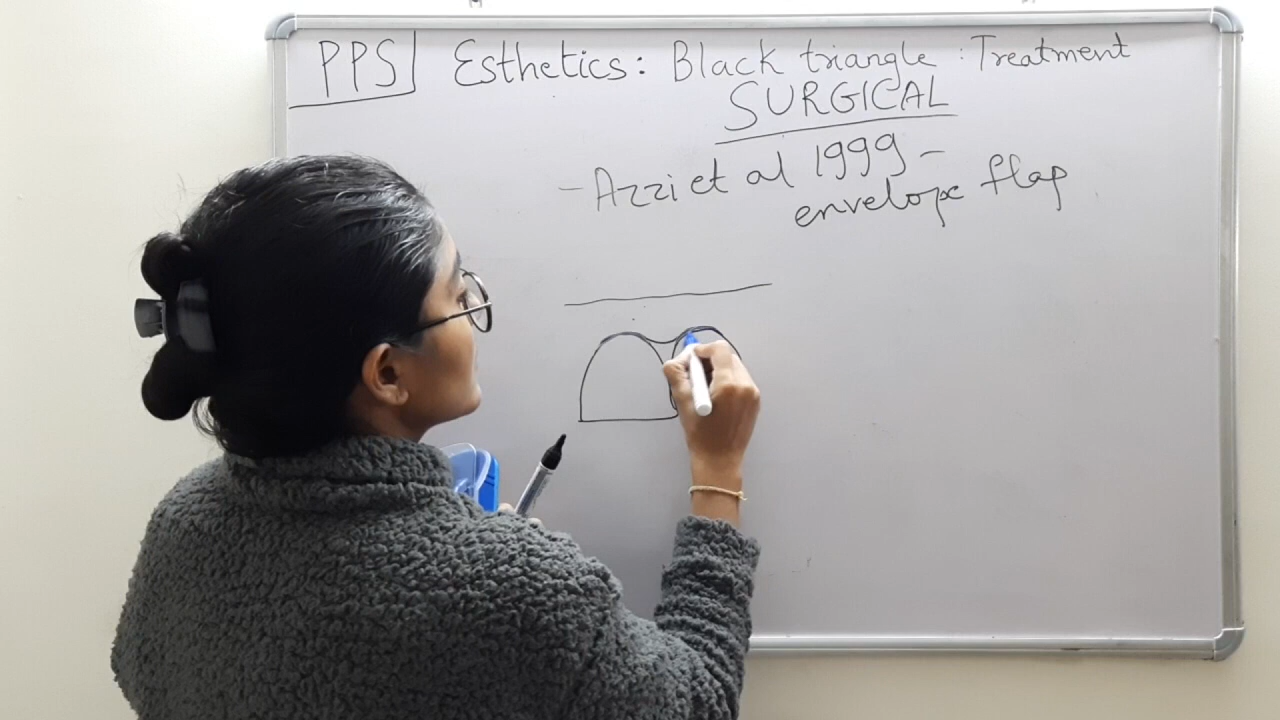 PPS Esthetics: Black triangle: Treatment
SURGICAL
- Azzi et al 1999 -
envelope flap